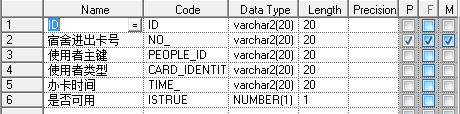 Name Code Data Type Length Precision P F M
1 ID = ID varchar2(20) 20
2 宿舍进出卡号 NO_ varchar2(20) 20
3 使用者主鍵 PEOPLE_ID varchar2(20) 20
4 使用者类型 CARD_IDENTIT varchar2(20) 20
5 办卡时间 TIME_ varchar2(20) 20
6 是否可用 ISTRUE NUMBER(1) 1